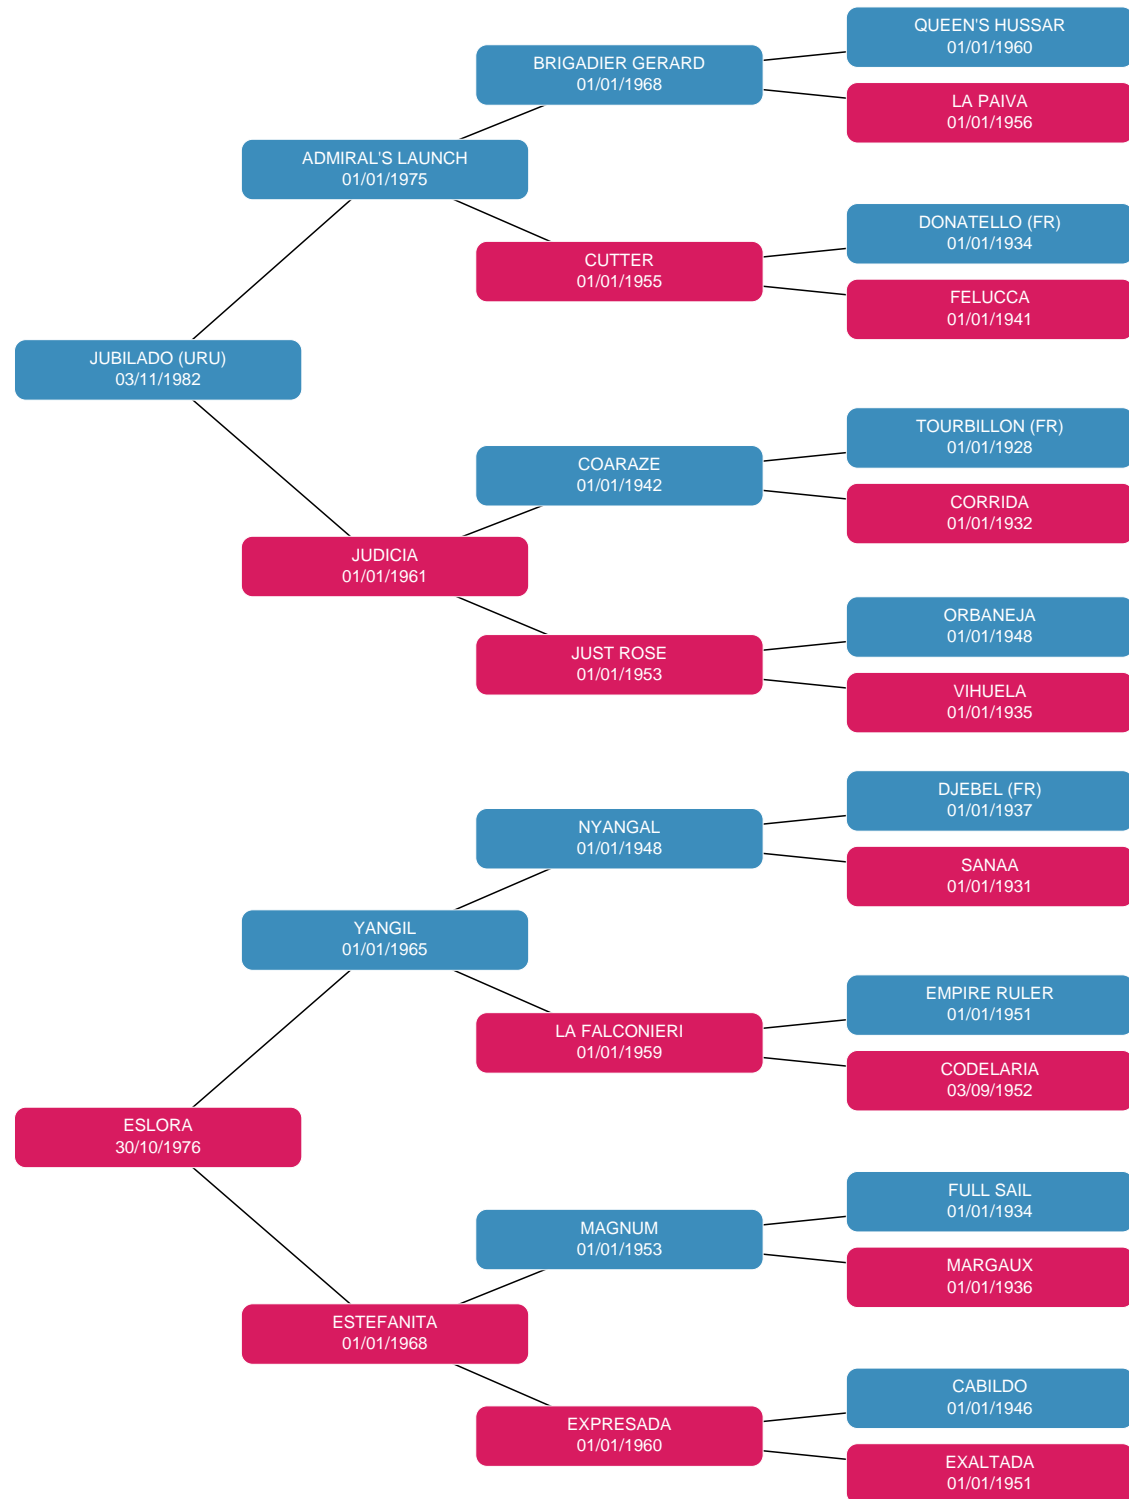 QUEEN'S HUSSAR
01/01/1960
BRIGADIER GERARD
01/01/1968
LA PAIVA
01/01/1956
ADMIRAL'S LAUNCH
01/01/1975
DONATELLO (FR)
01/01/1934
CUTTER
01/01/1955
FELUCCA
01/01/1941
JUBILADO (URU)
03/11/1982
TOURBILLON (FR)
01/01/1928
COARAZE
01/01/1942
CORRIDA
01/01/1932
JUDICIA
01/01/1961
ORBANEJA
01/01/1948
JUST ROSE
01/01/1953
VIHUELA
01/01/1935
DJEBEL (FR)
01/01/1937
NYANGAL
01/01/1948
SANAA
01/01/1931
YANGIL
01/01/1965
EMPIRE RULER
01/01/1951
LA FALCONIERI
01/01/1959
CODELARIA
03/09/1952
ESLORA
30/10/1976
FULL SAIL
01/01/1934
MAGNUM
01/01/1953
MARGAUX
01/01/1936
ESTEFANITA
01/01/1968
CABILDO
01/01/1946
EXPRESADA
01/01/1960
EXALTADA
01/01/1951